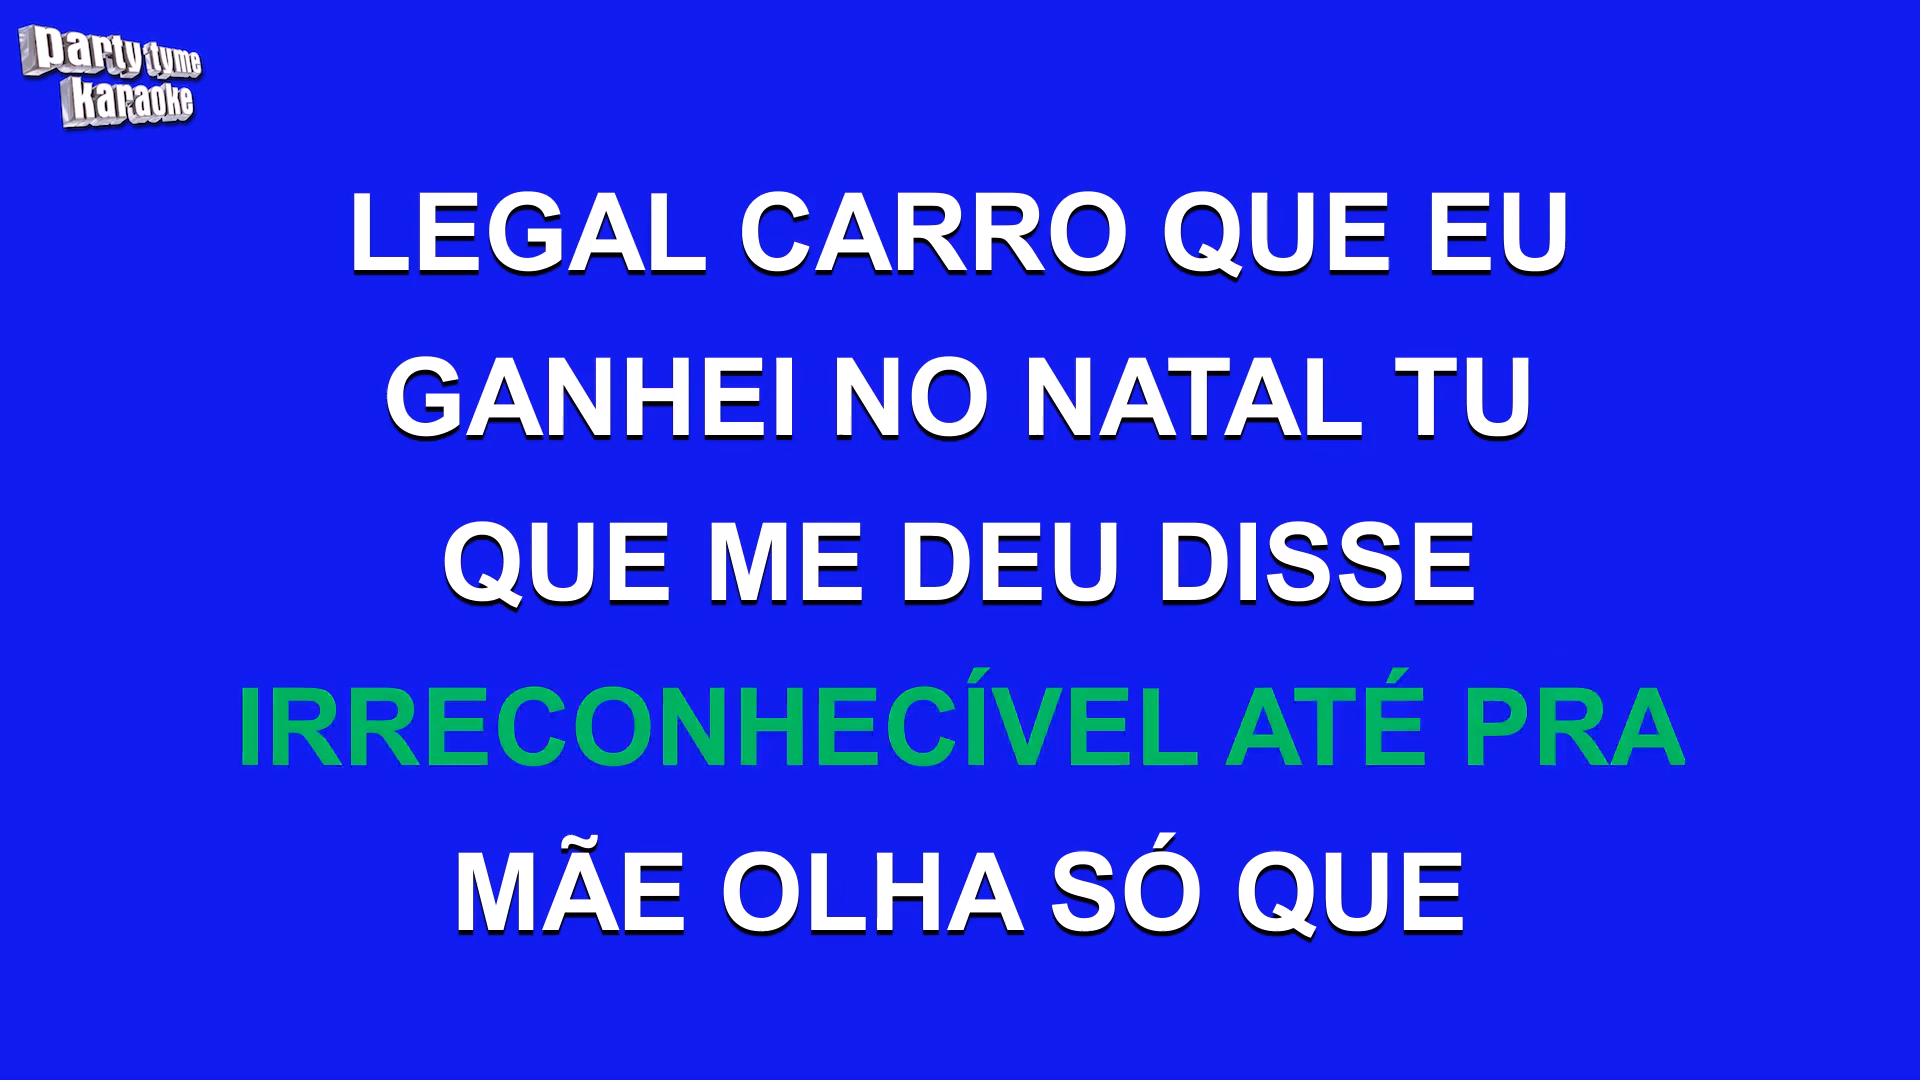 party tyme
karaoke
LEGAL CARRO QUE EU
GANHEI NO NATAL TU
QUE ME DEU DISSE
IRRECONHECÍVEL ATÉ PRA
MÃE OLHA SÓ QUE